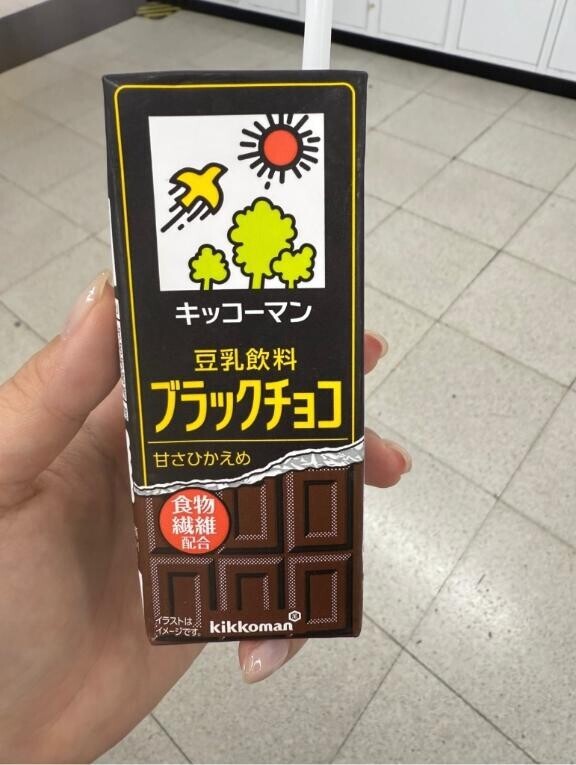 キッコーマン
豆乳飲料
ブラックチョコ
甘さひかえめ
食物
繊維
配合
イラストは
イメージです。
kikkoman